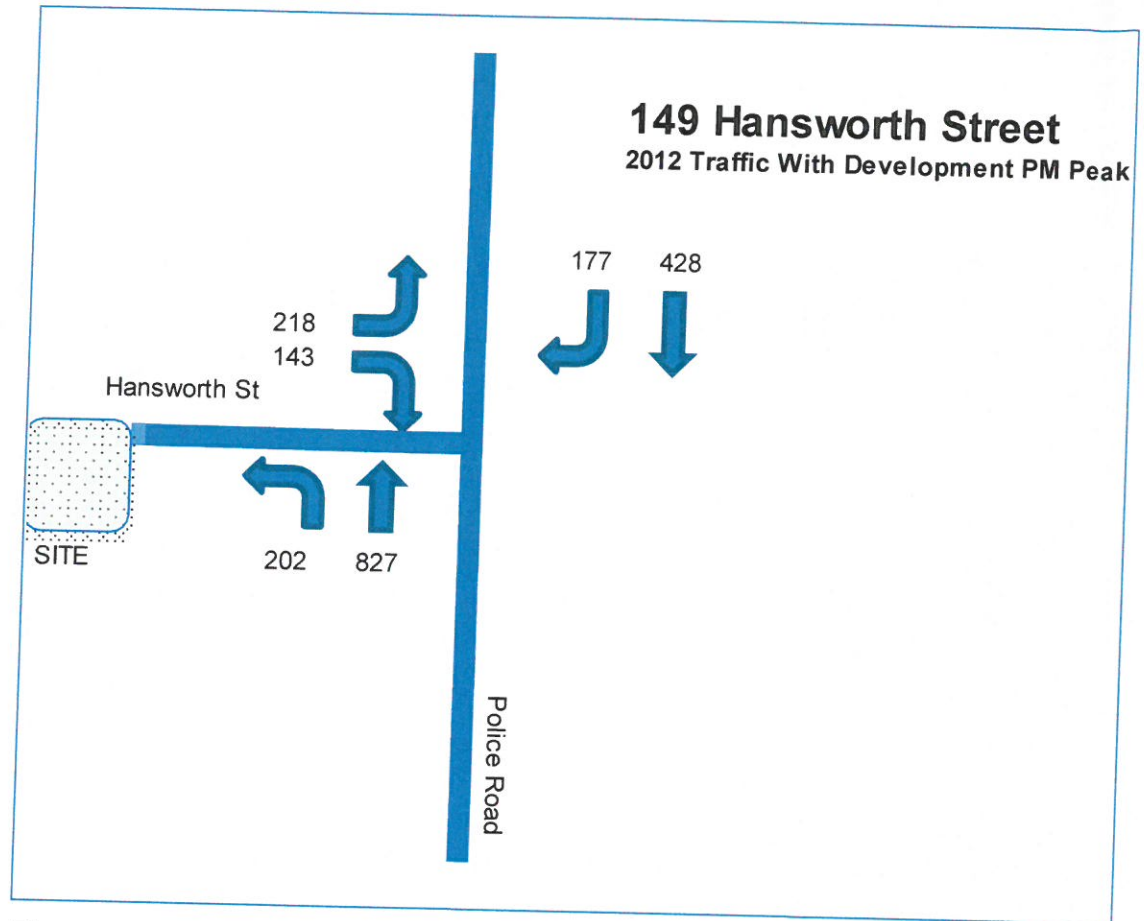 149 Hansworth Street
2012 Traffic With Development PM Peak
177 428
218
143
Hansworth St
SITE
202 827
Police Road